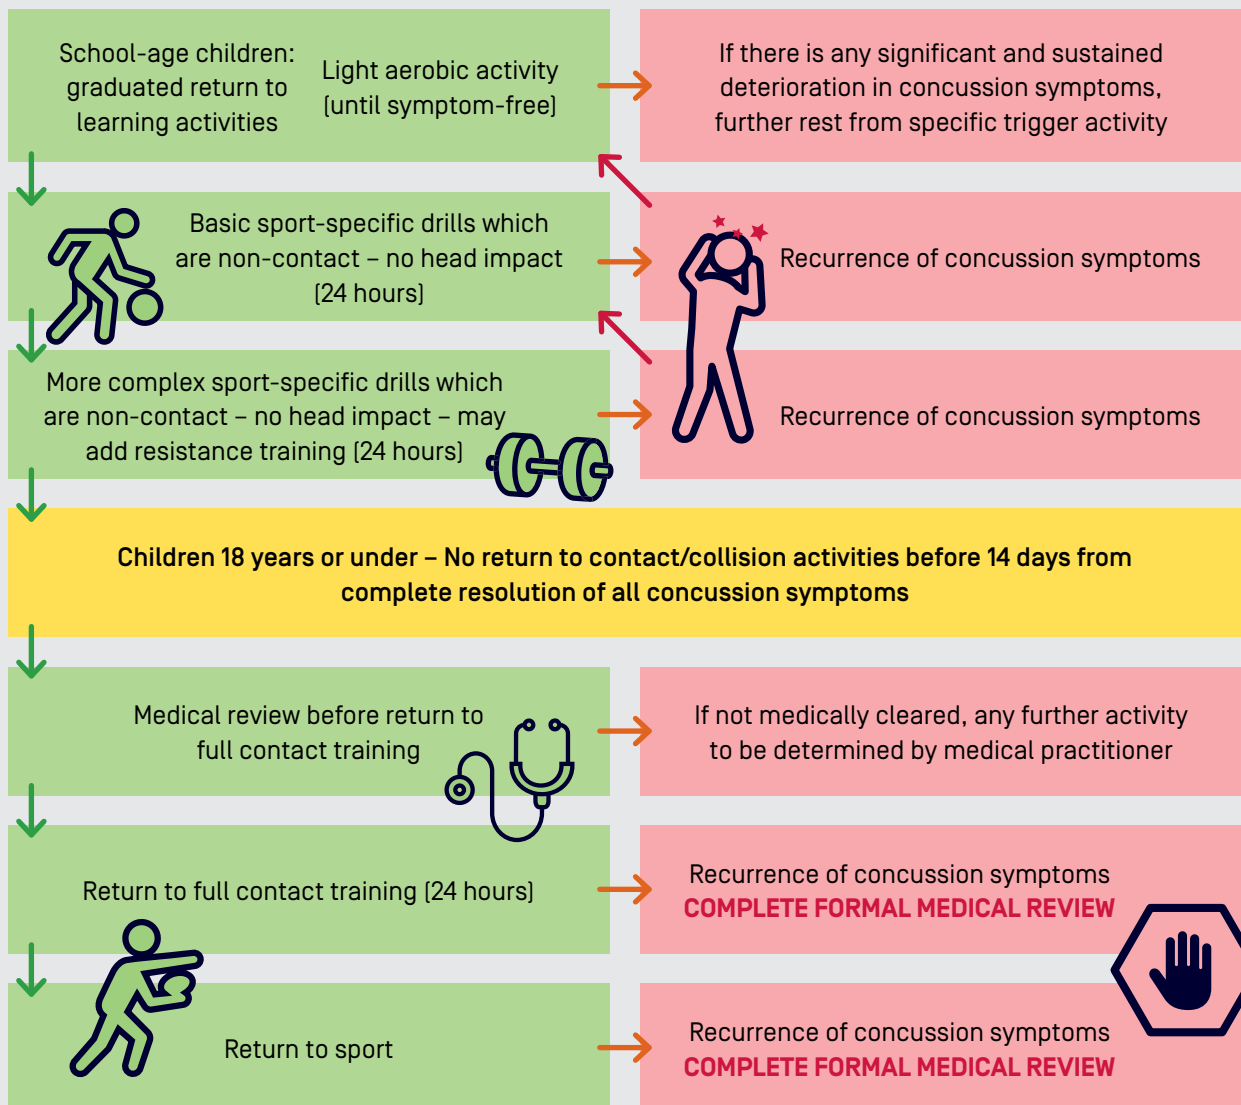 School-age children:
graduated return to
learning activities
Light aerobic activity
(until symptom-free)
If there is any significant and sustained
deterioration in concussion symptoms,
further rest from specific trigger activity
Basic sport-specific drills which
are non-contact – no head impact
(24 hours)
Recurrence of concussion symptoms
More complex sport-specific drills which
are non-contact – no head impact – may
add resistance training (24 hours)
Recurrence of concussion symptoms
Children 18 years or under – No return to contact/collision activities before 14 days from
complete resolution of all concussion symptoms
Medical review before return to
full contact training
If not medically cleared, any further activity
to be determined by medical practitioner
Return to full contact training (24 hours)
Recurrence of concussion symptoms
COMPLETE FORMAL MEDICAL REVIEW
Return to sport
Recurrence of concussion symptoms
COMPLETE FORMAL MEDICAL REVIEW